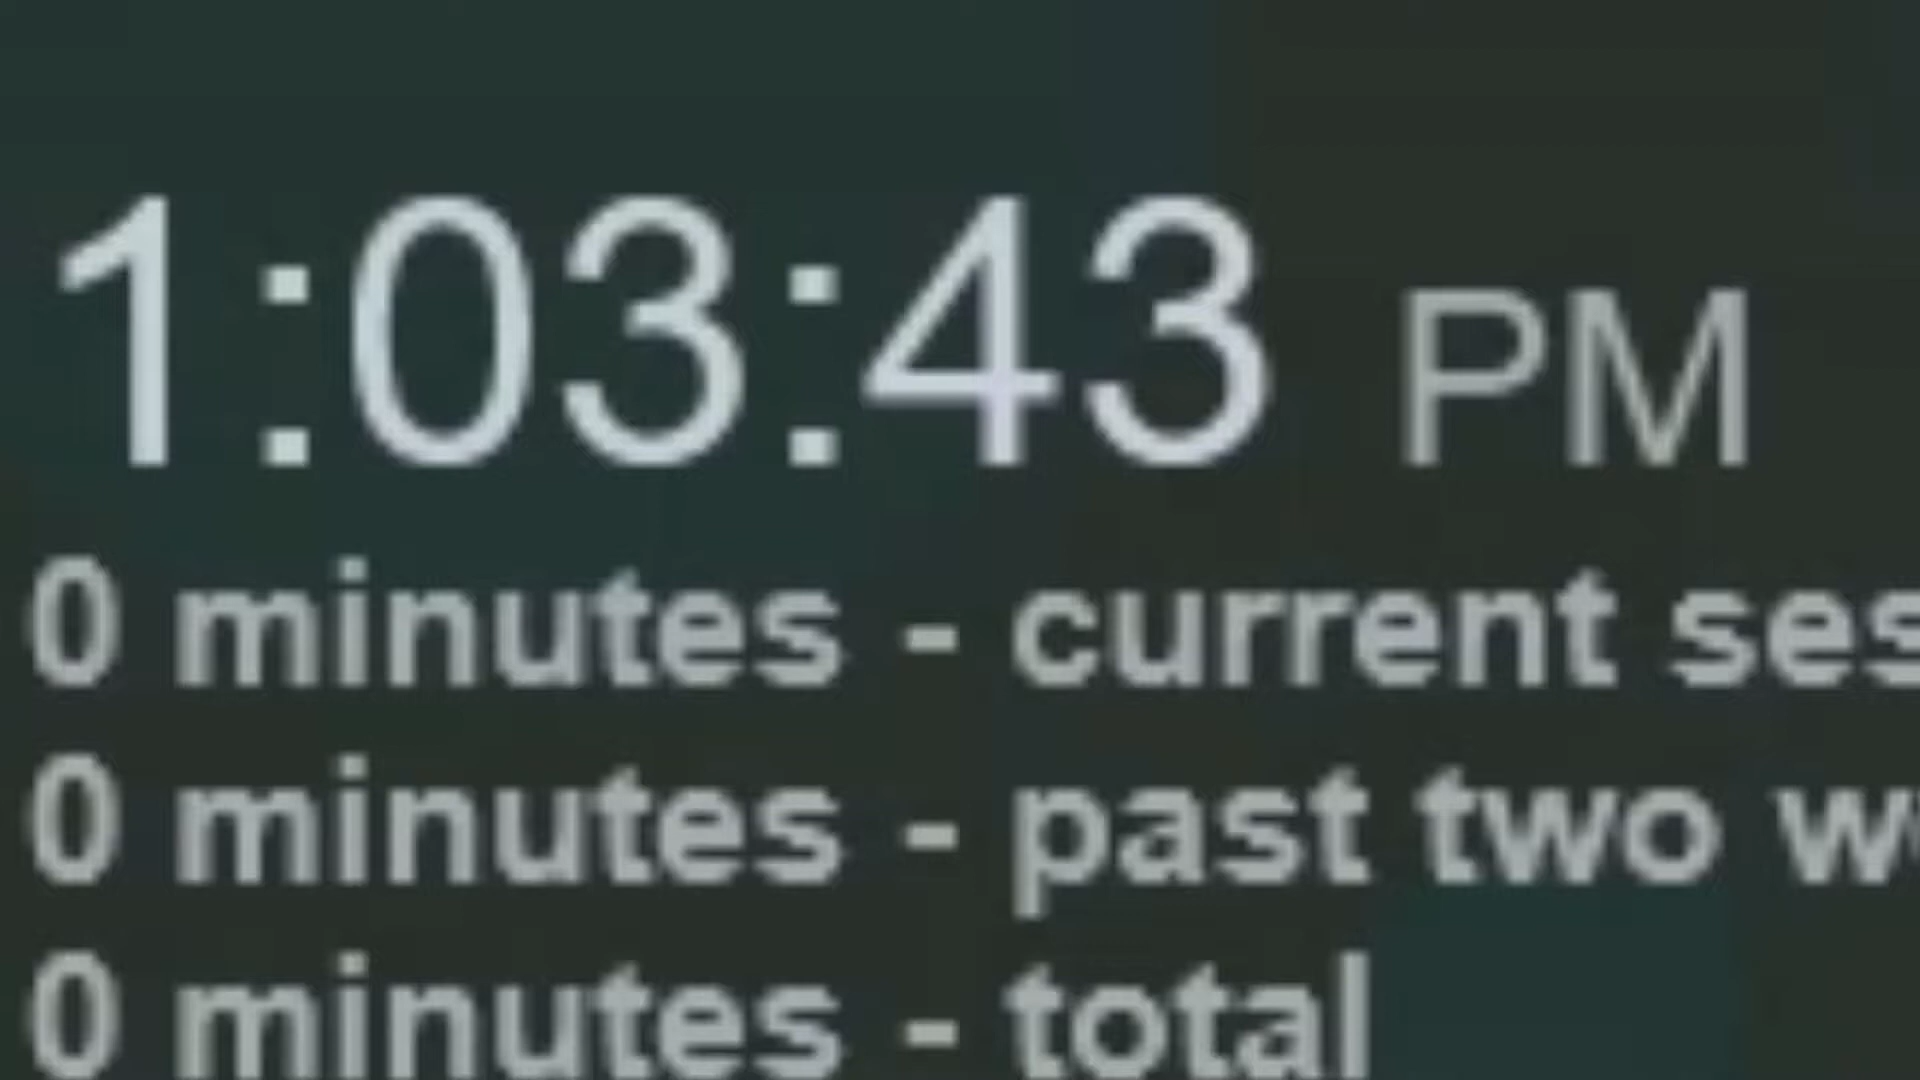 1:03:43 PM
0 minutes - current ses
0 minutes - past two w
0 minutes - total